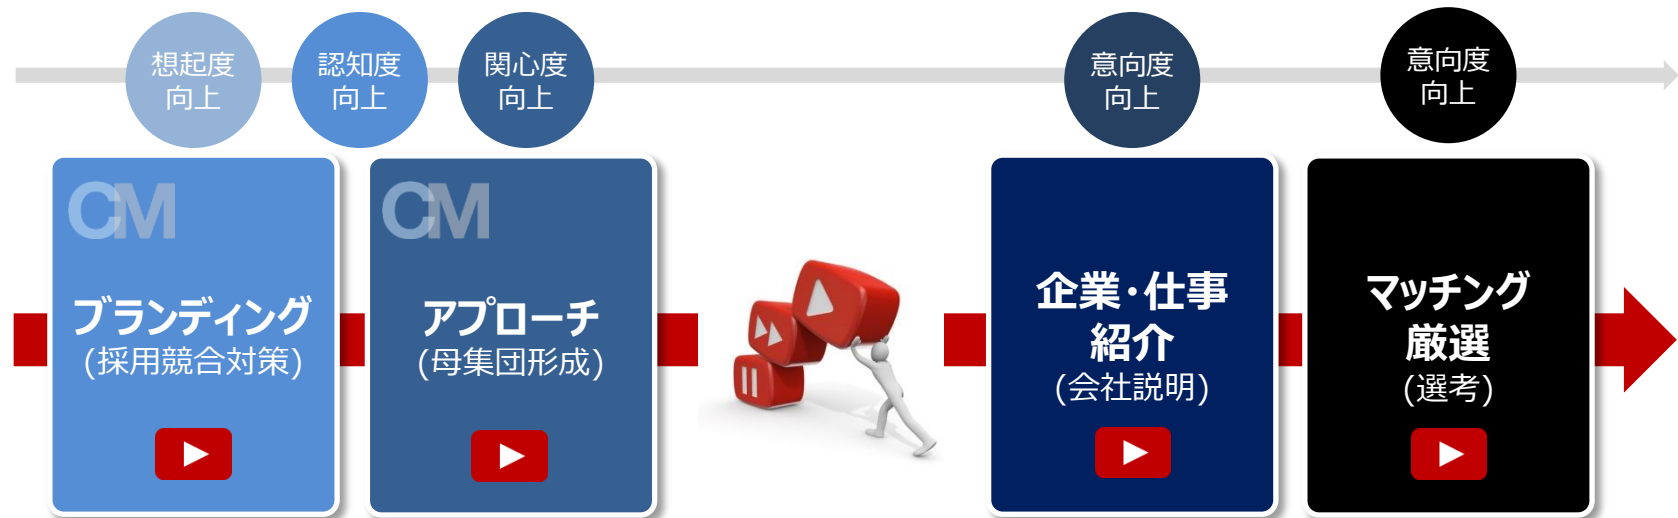 想起度
向上
認知度
向上
関心度
向上
意向度
向上
意向度
向上
CM
ブランディング
(採用競合対策)
CM
アプローチ
(母集団形成)
企業・仕事
紹介
(会社説明)
マッチング
厳選
(選考)